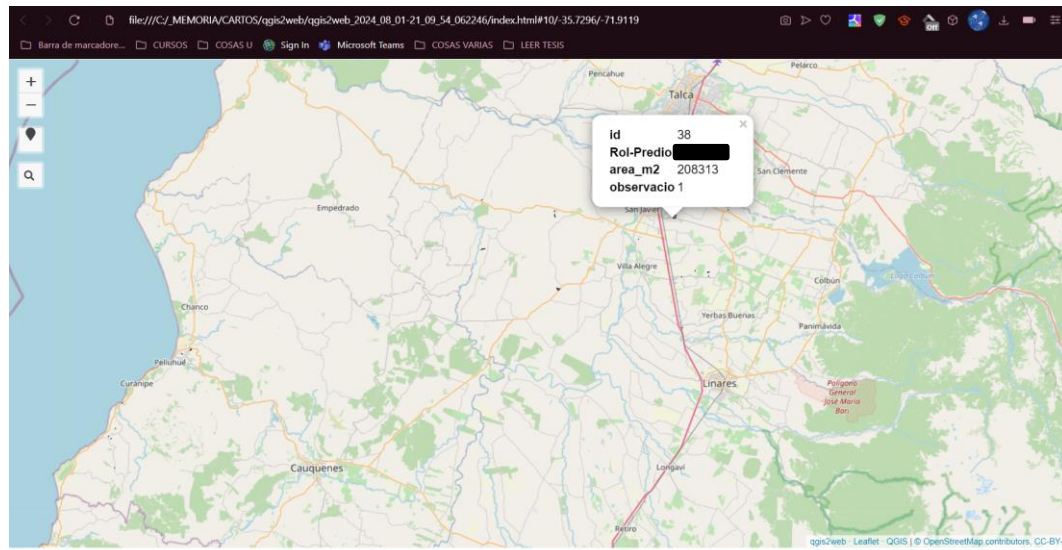 file:///C:/_MEMORIA/CARTOS/qgis2web/qgis2web_2024_08_01-21_09_54_062246/index.html#10/-35.7296/-71.9119
Off
Barra de marcadore... CURSOS COSAS U Sign In Microsoft Teams COSAS VARIAS LEER TESIS
+
−
Pencahue
Pelarco
Talca
×
id 38
Rol-Predio
area_m2 208313
observacio 1
San Clemente
Empedrado
San Javier
Villa Alegre
Colbún
Chanco
Yerbas Buenas
Panimávida
Pelluhue
Curanipe
Linares
Polígono
General
José María
Bari
Cauquenes
Longaví
Retiro
qgis2web · Leaflet · QGIS | © OpenStreetMap contributors, CC-BY